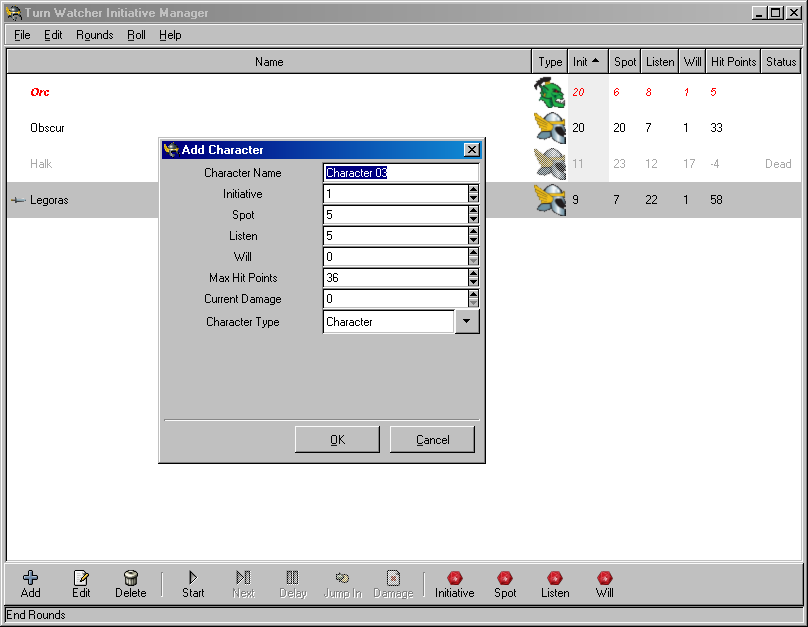 Turn Watcher Initiative Manager
File Edit Rounds Roll Help
Name Type Init Spot Listen Will Hit Points Status
Orc 20 6 8 1 5
Obscur 20 20 7 1 33
Halk 11 23 12 17 -4 Dead
Legoras 9 7 22 1 58
Add Character
Character Name Character 03
Initiative 1
Spot 5
Listen 5
Will 0
Max Hit Points 36
Current Damage 0
Character Type Character
OK Cancel
Add Edit Delete Start Next Delay Jump In Damage Initiative Spot Listen Will
End Rounds